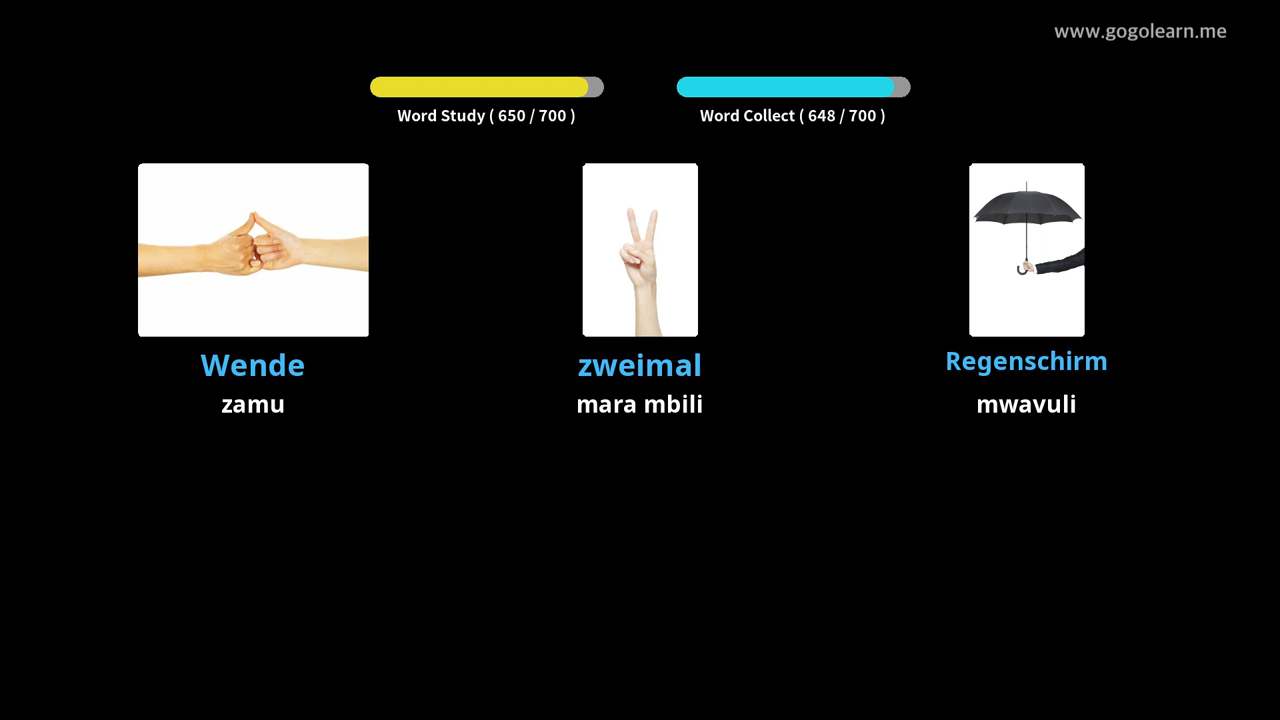 www.gogolearn.me
Word Study ( 650 / 700 )
Word Collect ( 648 / 700 )
Wende
zamu
zweimal
mara mbili
Regenschirm
mwavuli